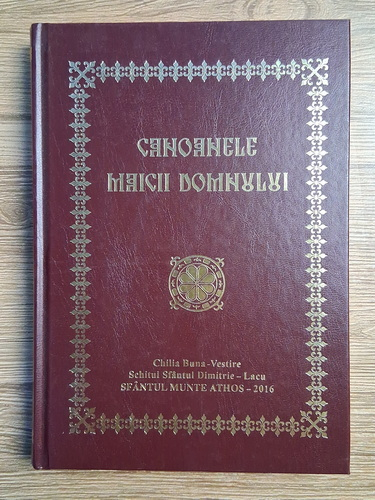 CANOANELE
MAICII DOMNULUI
Chilia Buna-Vestire
Schitul Sfântul Dimitrie – Lacu
SFÂNTUL MUNTE ATHOS – 2016